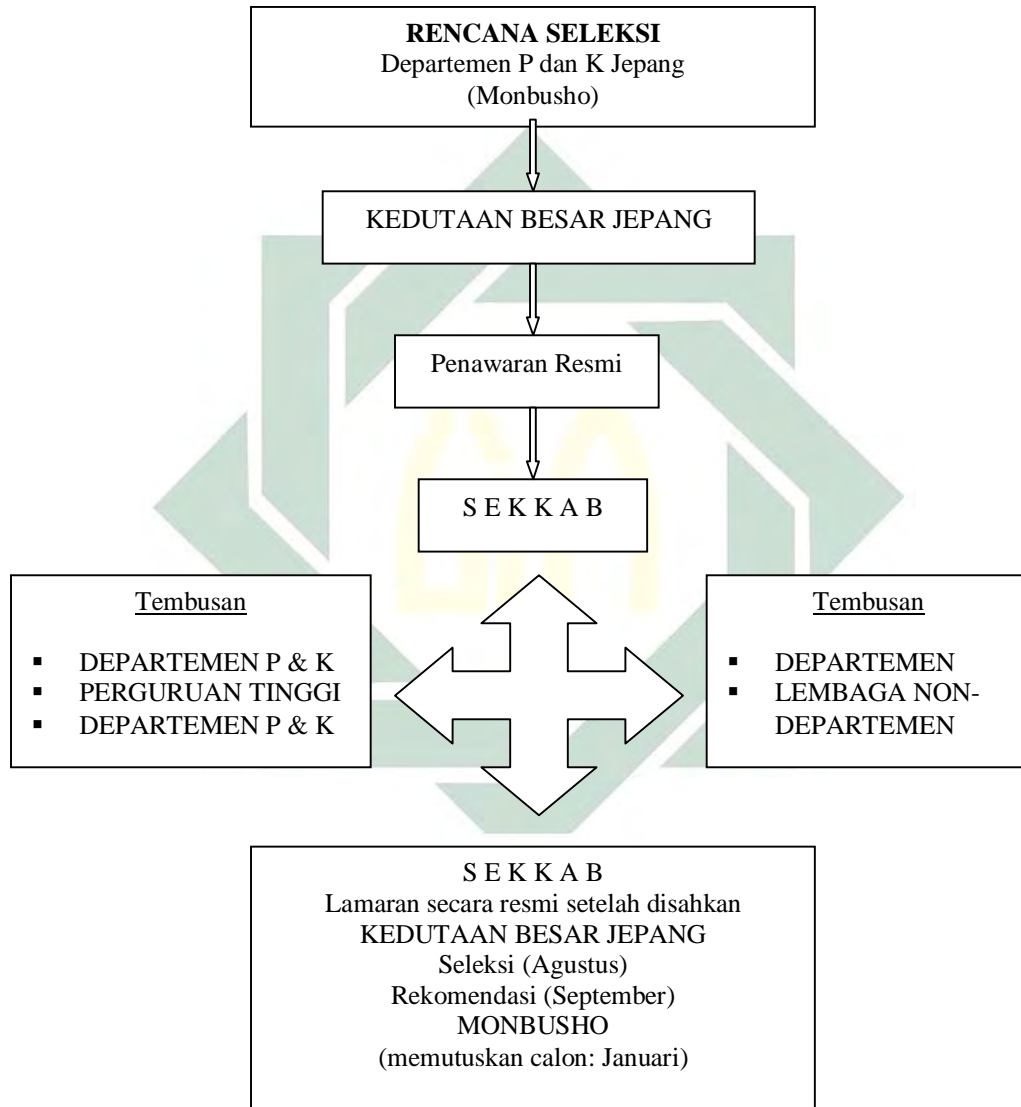 RENCANA SELEKSI
Departemen P dan K Jepang
(Monbusho)
KEDUTAAN BESAR JEPANG
Penawaran Resmi
S E K K A B
Tembusan
▪ DEPARTEMEN P & K
▪ PERGURUAN TINGGI
▪ DEPARTEMEN P & K
Tembusan
▪ DEPARTEMEN
▪ LEMBAGA NON-
DEPARTEMEN
S E K K A B
Lamaran secara resmi setelah disahkan
KEDUTAAN BESAR JEPANG
Seleksi (Agustus)
Rekomendasi (September)
MONBUSHO
(memutuskan calon: Januari)